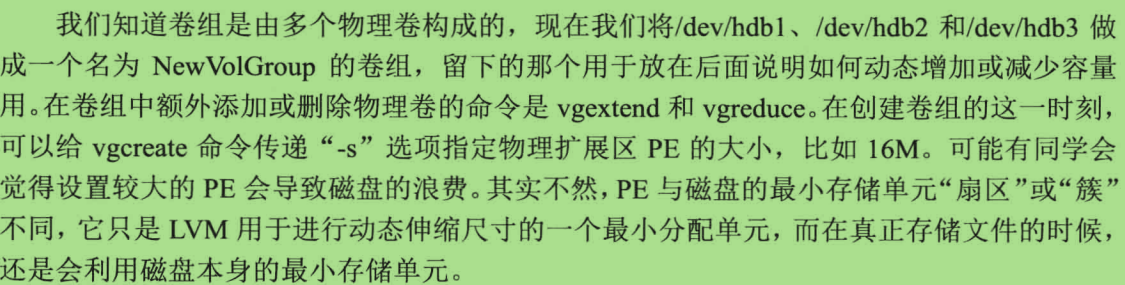 我们知道卷组是由多个物理卷构成的，现在我们将/dev/hdb1、/dev/hdb2 和/dev/hdb3 做
成一个名为 NewVolGroup 的卷组，留下的那个用于放在后面说明如何动态增加或减少容量
用。在卷组中额外添加或删除物理卷的命令是 vgextend 和 vgreduce。在创建卷组的这一时刻，
可以给 vgcreate 命令传递“-s”选项指定物理扩展区 PE 的大小，比如 16M。可能有同学会
觉得设置较大的 PE 会导致磁盘的浪费。其实不然，PE 与磁盘的最小存储单元“扇区”或“簇”
不同，它只是 LVM 用于进行动态伸缩尺寸的一个最小分配单元，而在真正存储文件的时候，
还是会利用磁盘本身的最小存储单元。